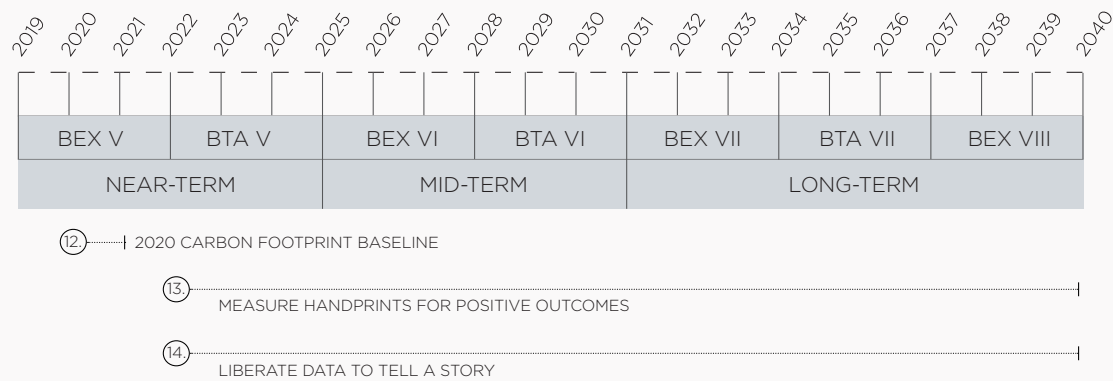 2019 2020 2021 2022 2023 2024 2025 2026 2027 2028 2029 2030 2031 2032 2033 2034 2035 2036 2037 2038 2039 2040
BEX V BTA V BEX VI BTA VI BEX VII BTA VII BEX VIII
NEAR-TERM MID-TERM LONG-TERM
12. 2020 CARBON FOOTPRINT BASELINE
13.
MEASURE HANDPRINTS FOR POSITIVE OUTCOMES
14.
LIBERATE DATA TO TELL A STORY